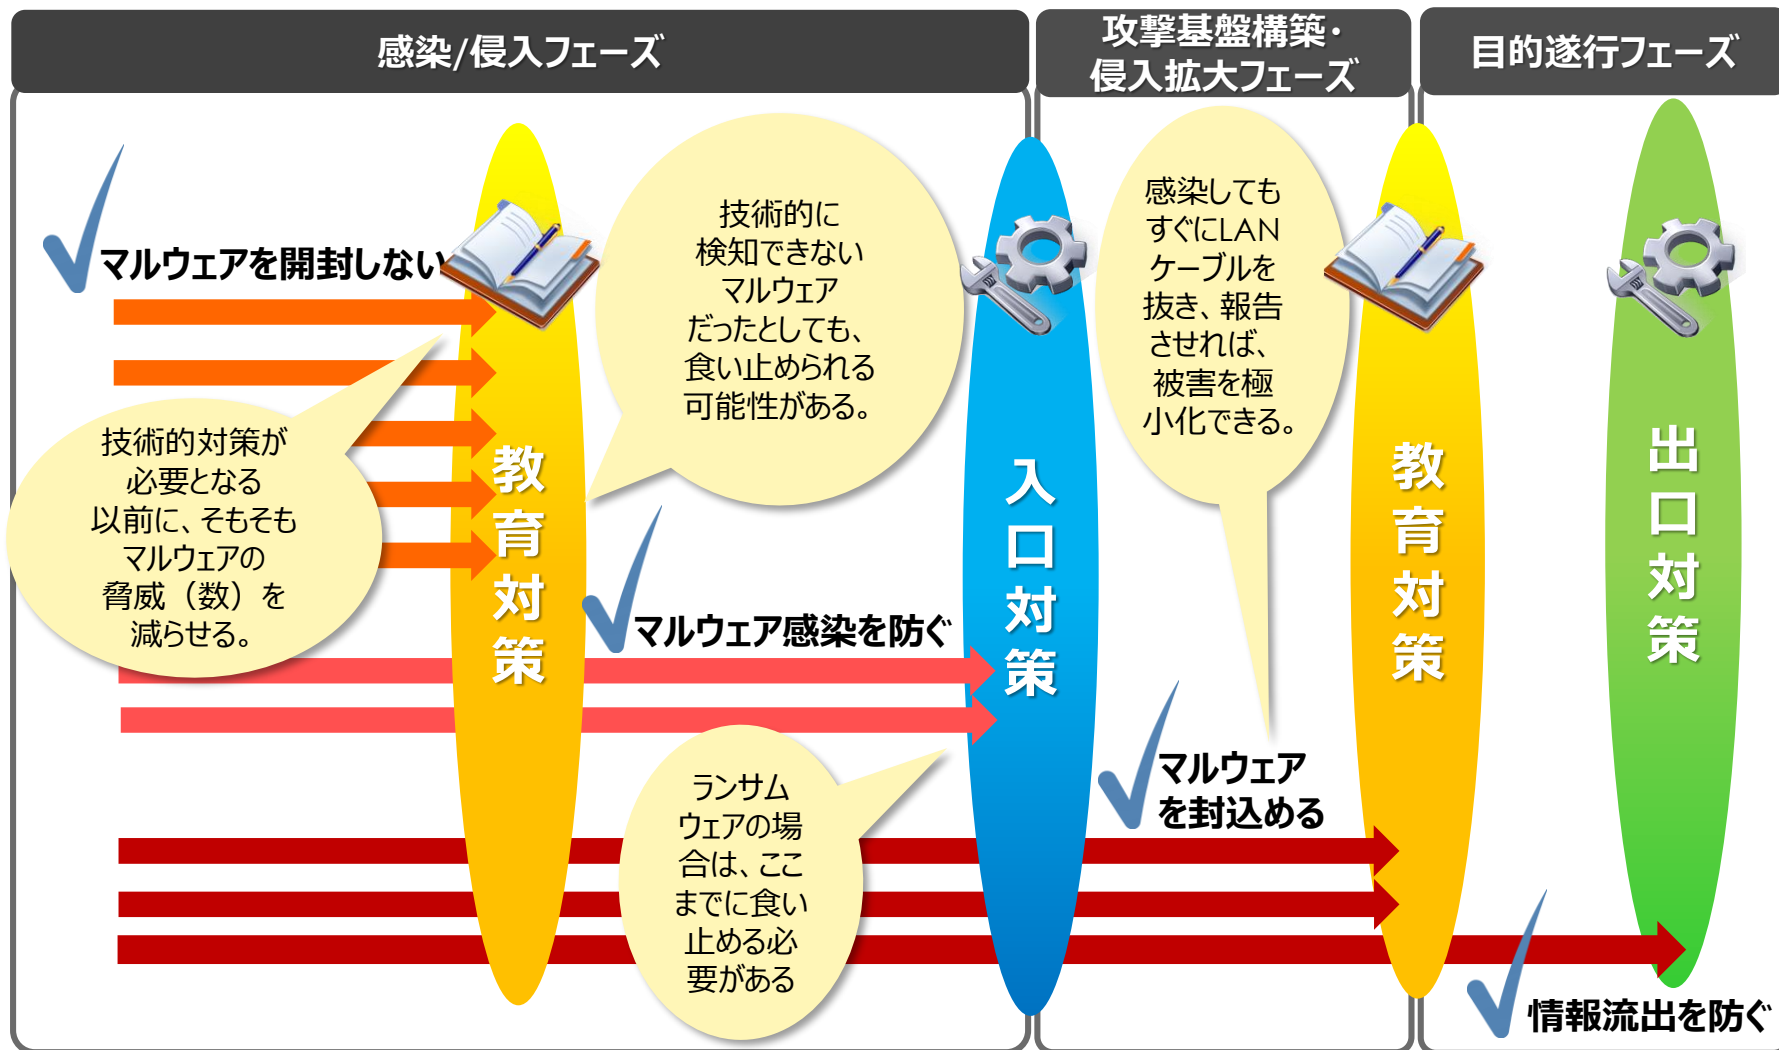 感染/侵入フェーズ
攻撃基盤構築・
侵入拡大フェーズ
目的遂行フェーズ
マルウェアを開封しない
技術的対策が
必要となる
以前に、そもそも
マルウェアの
脅威（数）を
減らせる。
教育対策
技術的に
検知できない
マルウェア
だったとしても、
食い止められる
可能性がある。
マルウェア感染を防ぐ
ランサム
ウェアの場
合は、ここ
までに食い
止める必
要がある
入口対策
感染しても
すぐにLAN
ケーブルを
抜き、報告
させれば、
被害を極
小化できる。
マルウェア
を封込める
教育対策
出口対策
情報流出を防ぐ